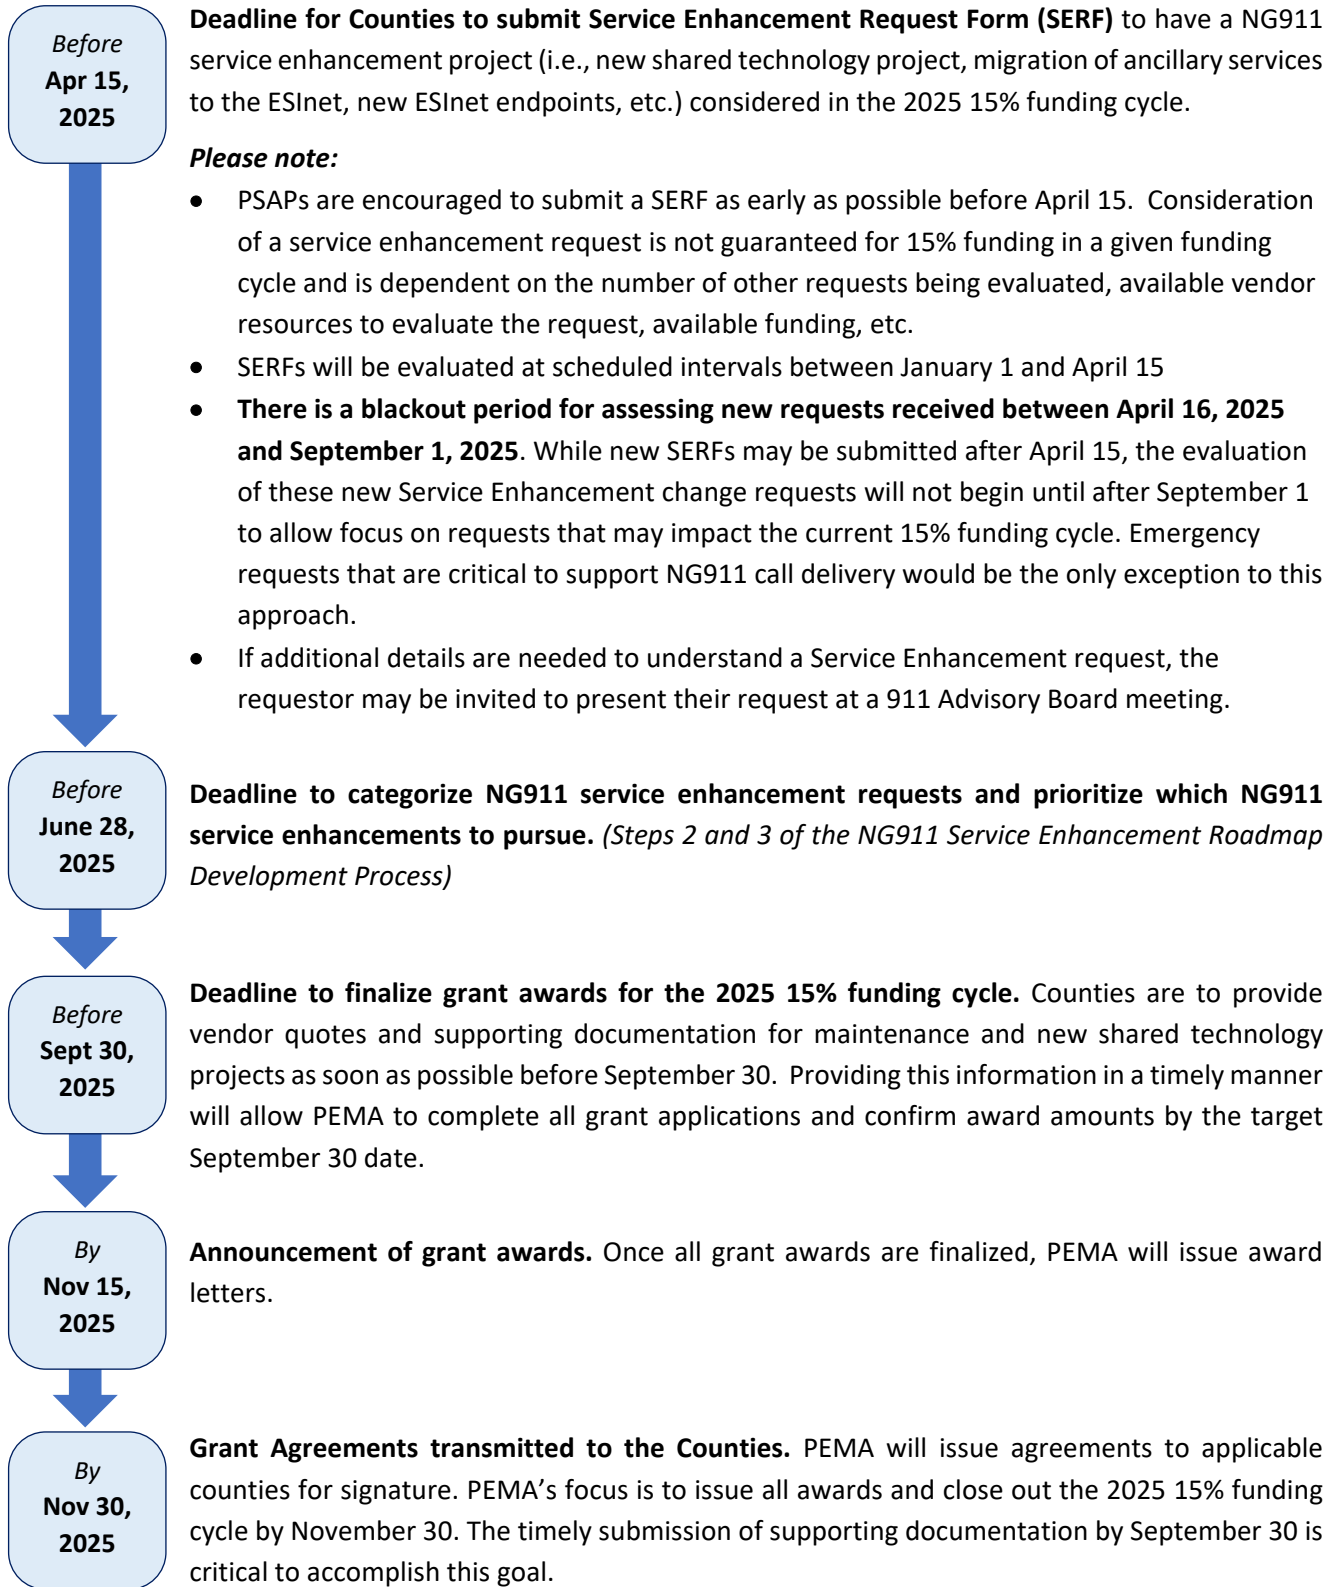 Before
Apr 15,
2025
Deadline for Counties to submit Service Enhancement Request Form (SERF) to have a NG911
service enhancement project (i.e., new shared technology project, migration of ancillary services
to the ESInet, new ESInet endpoints, etc.) considered in the 2025 15% funding cycle.
Please note:
• PSAPs are encouraged to submit a SERF as early as possible before April 15.  Consideration
of a service enhancement request is not guaranteed for 15% funding in a given funding
cycle and is dependent on the number of other requests being evaluated, available vendor
resources to evaluate the request, available funding, etc.
• SERFs will be evaluated at scheduled intervals between January 1 and April 15
• There is a blackout period for assessing new requests received between April 16, 2025
and September 1, 2025. While new SERFs may be submitted after April 15, the evaluation
of these new Service Enhancement change requests will not begin until after September 1
to allow focus on requests that may impact the current 15% funding cycle. Emergency
requests that are critical to support NG911 call delivery would be the only exception to this
approach.
• If additional details are needed to understand a Service Enhancement request, the
requestor may be invited to present their request at a 911 Advisory Board meeting.
Before
June 28,
2025
Deadline to categorize NG911 service enhancement requests and prioritize which NG911
service enhancements to pursue. (Steps 2 and 3 of the NG911 Service Enhancement Roadmap
Development Process)
Before
Sept 30,
2025
Deadline to finalize grant awards for the 2025 15% funding cycle. Counties are to provide
vendor quotes and supporting documentation for maintenance and new shared technology
projects as soon as possible before September 30.  Providing this information in a timely manner
will allow PEMA to complete all grant applications and confirm award amounts by the target
September 30 date.
By
Nov 15,
2025
Announcement of grant awards. Once all grant awards are finalized, PEMA will issue award
letters.
By
Nov 30,
2025
Grant Agreements transmitted to the Counties. PEMA will issue agreements to applicable
counties for signature. PEMA’s focus is to issue all awards and close out the 2025 15% funding
cycle by November 30. The timely submission of supporting documentation by September 30 is
critical to accomplish this goal.